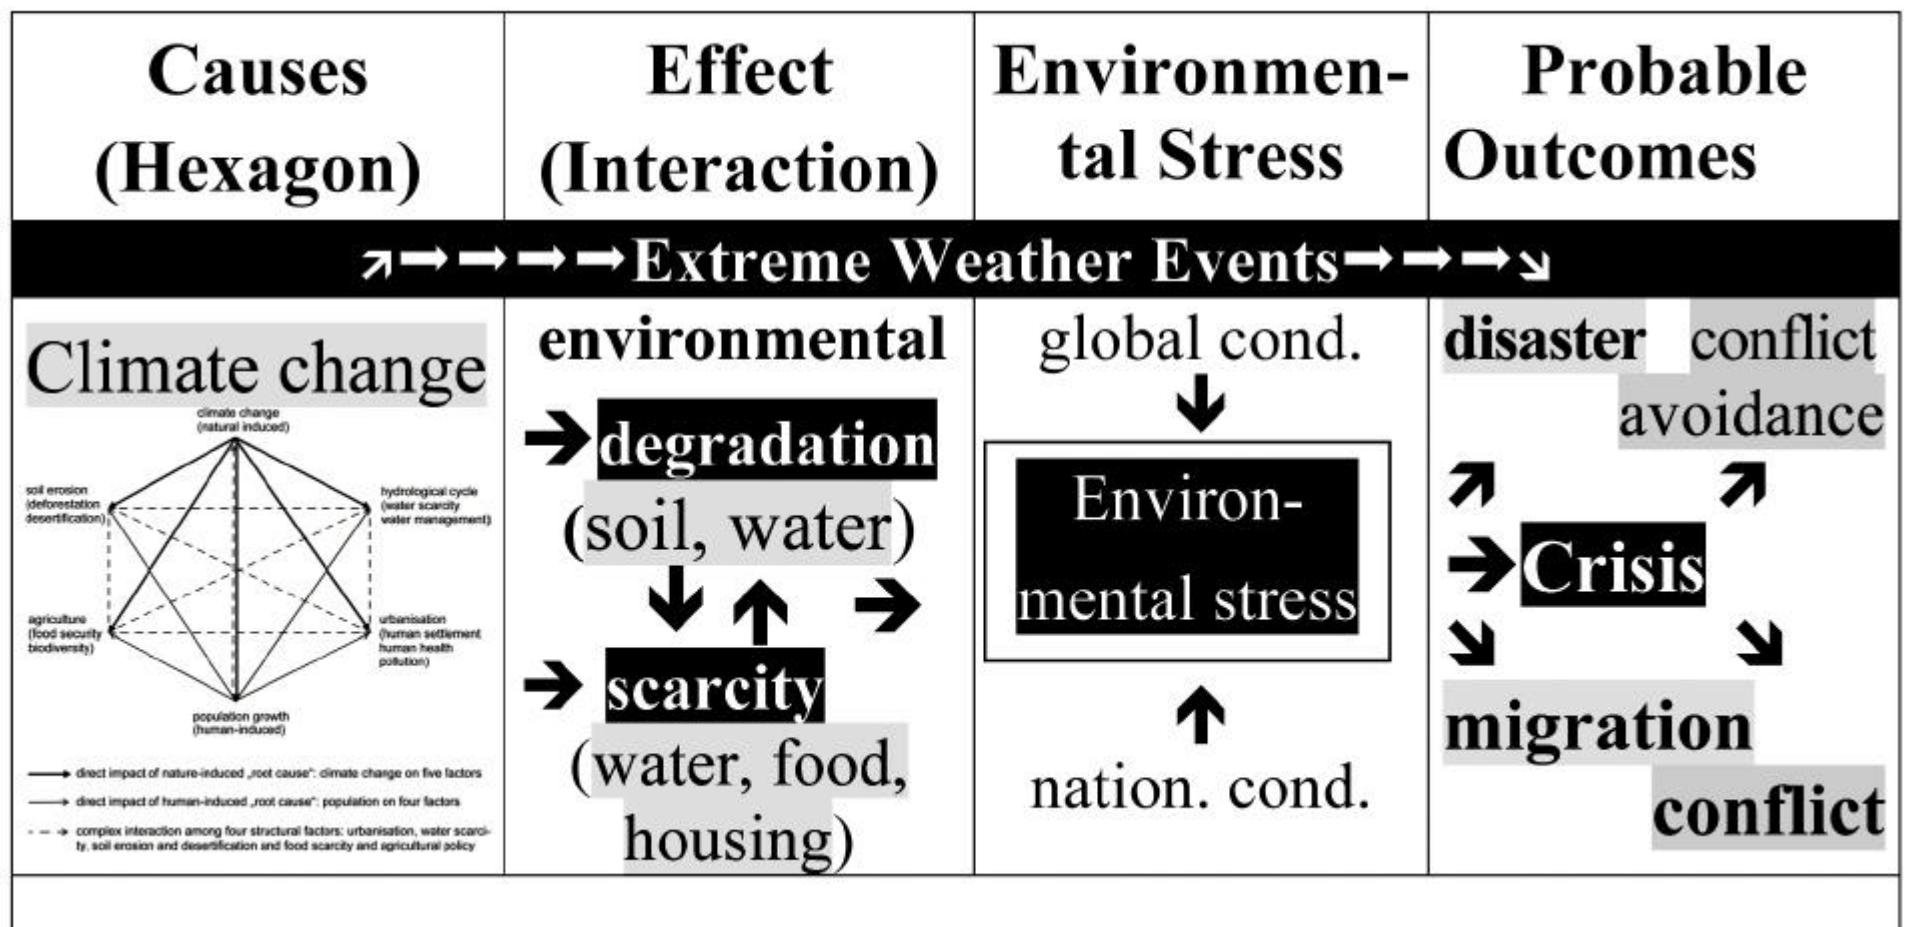 Causes
(Hexagon)
Effect
(Interaction)
Environmen-
tal Stress
Probable
Outcomes
Extreme Weather Events
Climate change
climate change
(natural induced)
soil erosion
(deforestation
desertification)
hydrological cycle
(water scarcity
water management)
agriculture
(food security
biodiversity)
urbanisation
(human settlement
human health
pollution)
population growth
(human-induced)
direct impact of nature-induced „root cause“: climate change on five factors
direct impact of human-induced „root cause“: population on four factors
complex interaction among four structural factors: urbanisation, water scarci-
ty, soil erosion and desertification and food scarcity and agricultural policy
environmental
degradation
(soil, water)
scarcity
(water, food,
housing)
global cond.
Environ-
mental stress
nation. cond.
disaster conflict
avoidance
Crisis
migration
conflict